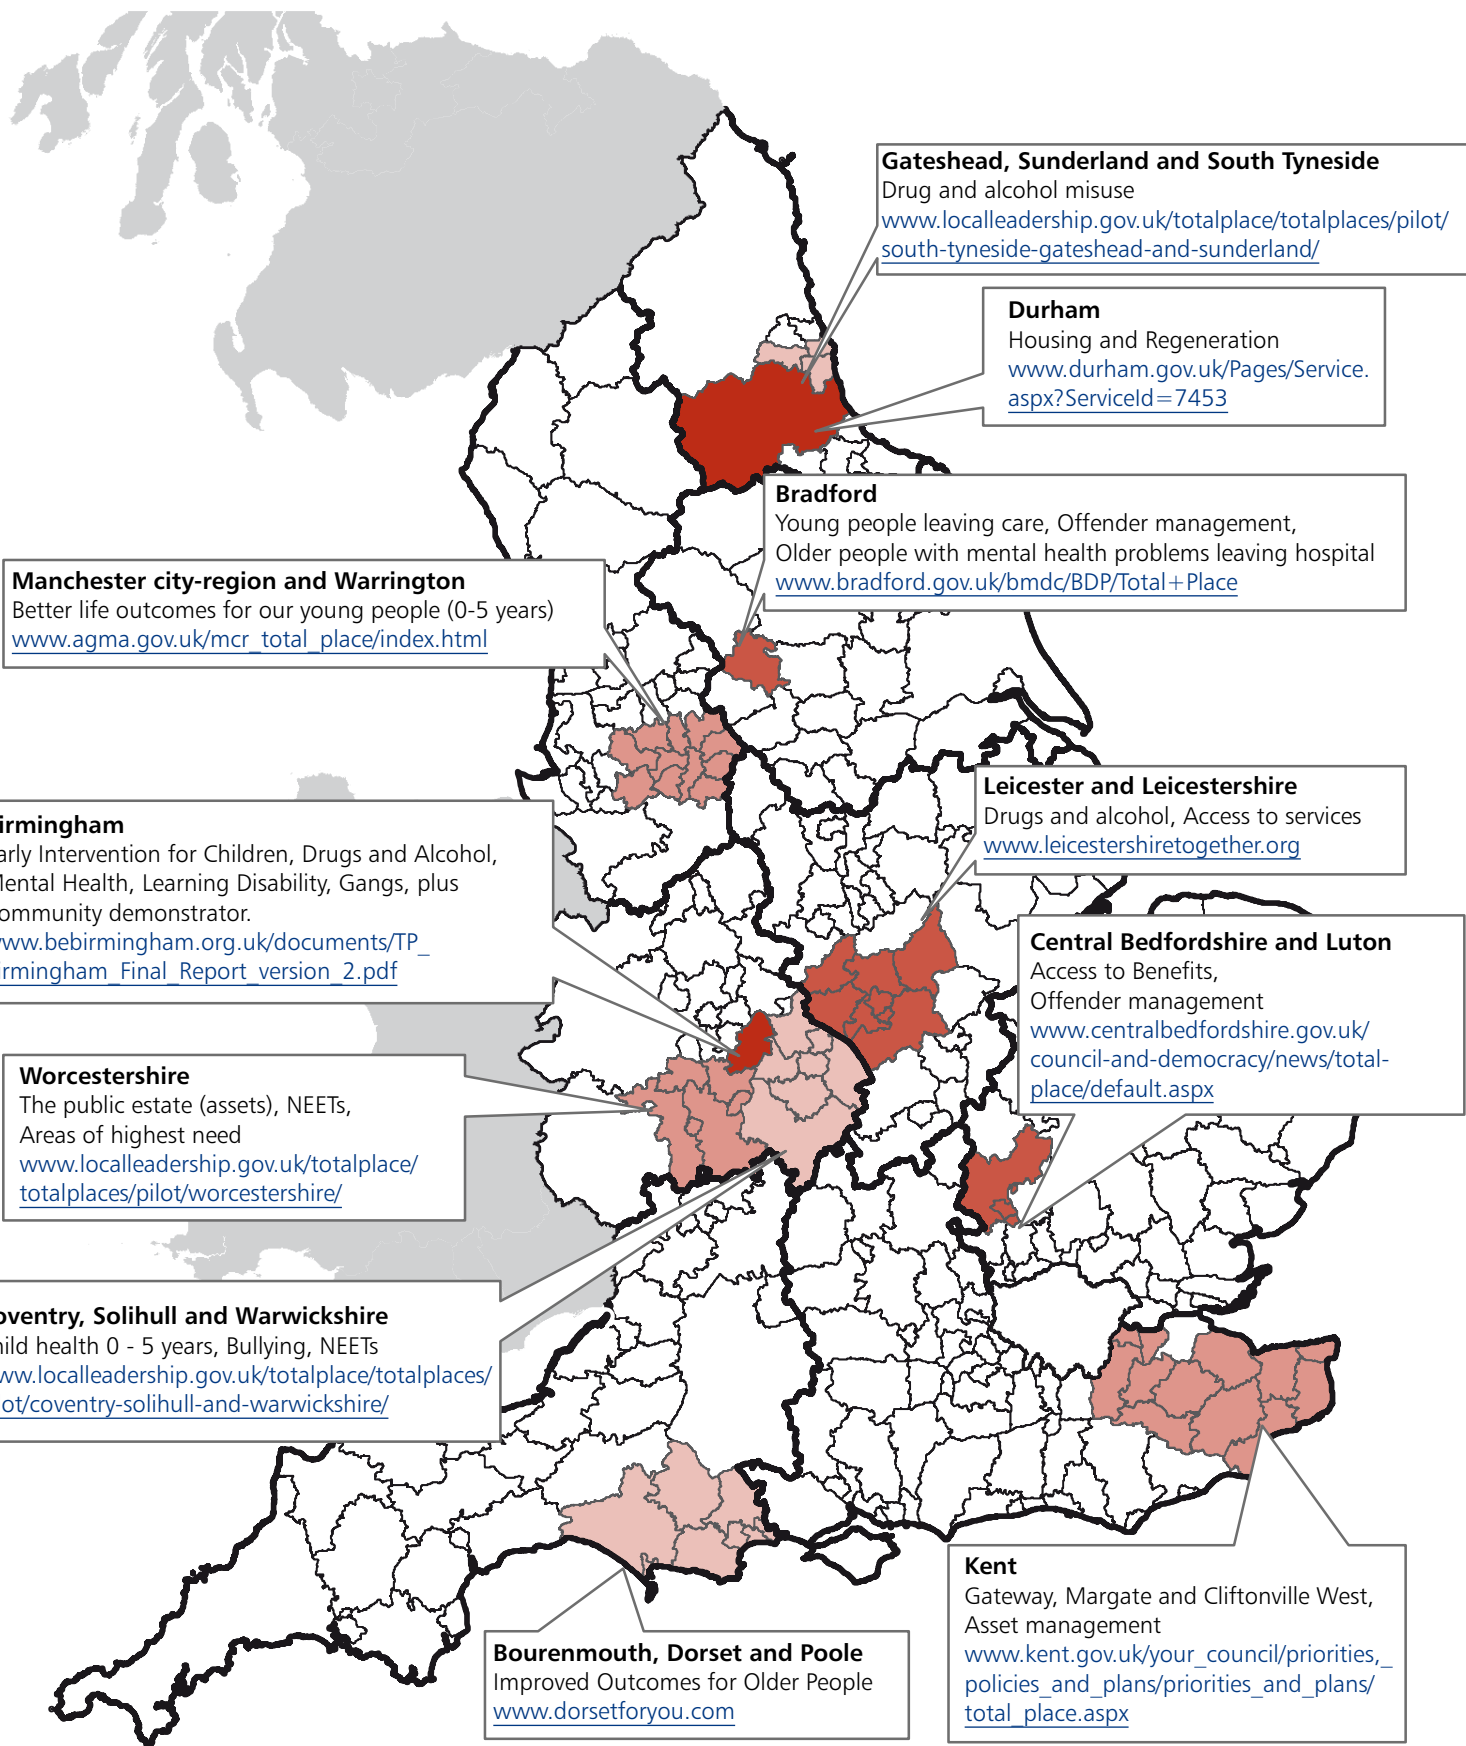 Gateshead, Sunderland and South Tyneside
Drug and alcohol misuse
www.localleadership.gov.uk/totalplace/totalplaces/pilot/
south-tyneside-gateshead-and-sunderland/
Durham
Housing and Regeneration
www.durham.gov.uk/Pages/Service.
aspx?ServiceId=7453
Bradford
Young people leaving care, Offender management,
Older people with mental health problems leaving hospital
www.bradford.gov.uk/bmdc/BDP/Total+Place
Manchester city-region and Warrington
Better life outcomes for our young people (0-5 years)
www.agma.gov.uk/mcr_total_place/index.html
Leicester and Leicestershire
Drugs and alcohol, Access to services
www.leicestershiretogether.org
irmingham
arly Intervention for Children, Drugs and Alcohol,
Mental Health, Learning Disability, Gangs, plus
ommunity demonstrator.
www.bebirmingham.org.uk/documents/TP_
irmingham_Final_Report_version_2.pdf
Central Bedfordshire and Luton
Access to Benefits,
Offender management
www.centralbedfordshire.gov.uk/
council-and-democracy/news/total-
place/default.aspx
Worcestershire
The public estate (assets), NEETs,
Areas of highest need
www.localleadership.gov.uk/totalplace/
totalplaces/pilot/worcestershire/
oventry, Solihull and Warwickshire
hild health 0 - 5 years, Bullying, NEETs
ww.localleadership.gov.uk/totalplace/totalplaces/
ot/coventry-solihull-and-warwickshire/
Kent
Gateway, Margate and Cliftonville West,
Asset management
www.kent.gov.uk/your_council/priorities,_
policies_and_plans/priorities_and_plans/
total_place.aspx
Bourenmouth, Dorset and Poole
Improved Outcomes for Older People
www.dorsetforyou.com